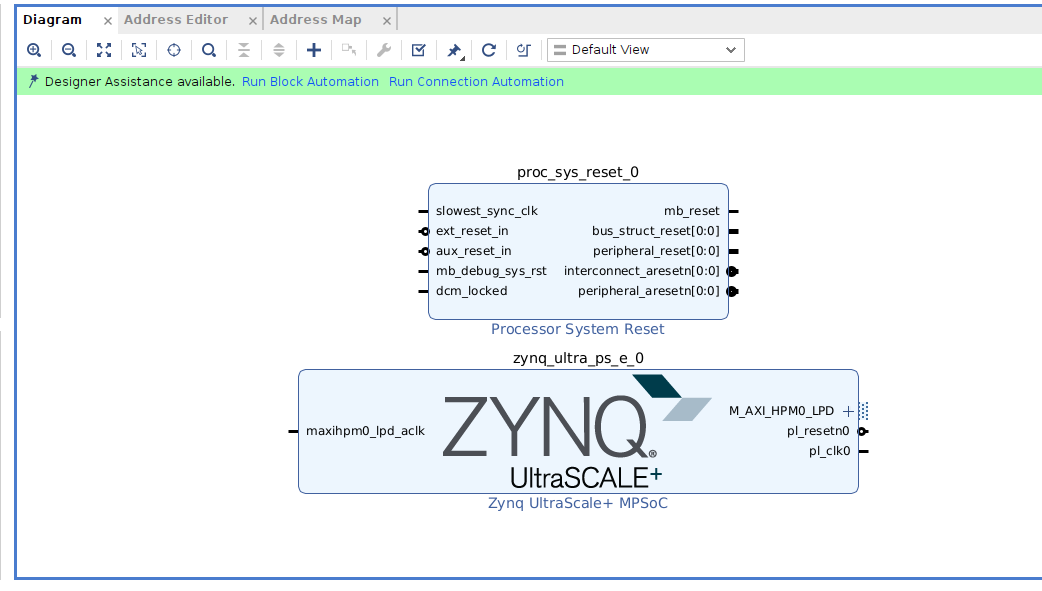 Diagram
Address Editor
Address Map
Default View
Designer Assistance available. Run Block Automation Run Connection Automation
proc_sys_reset_0
slowest_sync_clk
mb_reset
ext_reset_in
bus_struct_reset[0:0]
aux_reset_in
peripheral_reset[0:0]
mb_debug_sys_rst
interconnect_aresetn[0:0]
dcm_locked
peripheral_aresetn[0:0]
Processor System Reset
zynq_ultra_ps_e_0
ZYNQ®
UltraSCALE+
M_AXI_HPM0_LPD
maxihpm0_lpd_aclk
pl_resetn0
pl_clk0
Zynq UltraScale+ MPSoC